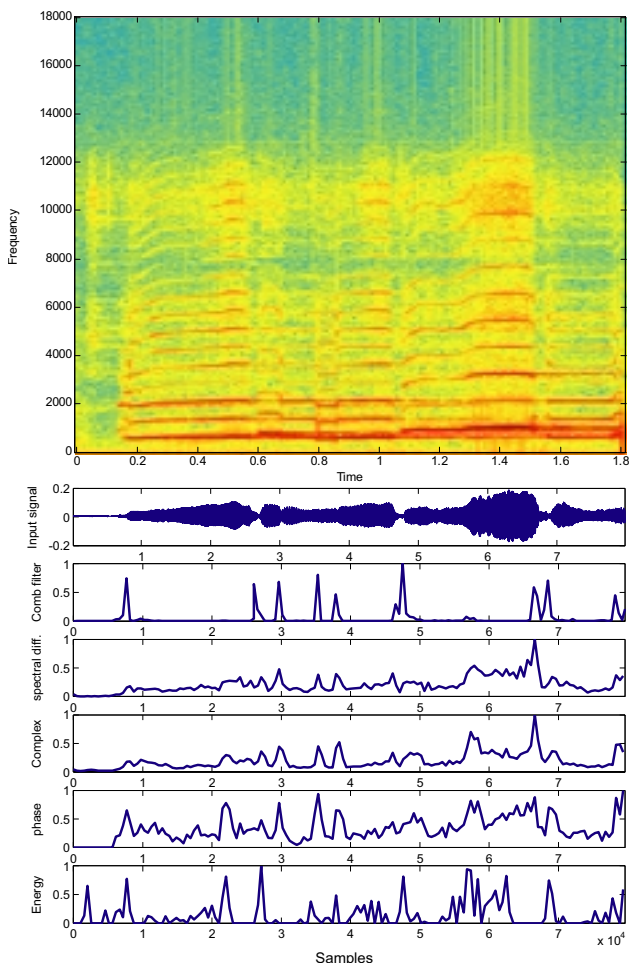 18000
16000
14000
12000
10000
8000
6000
4000
2000
0
Frequency
0 0.2 0.4 0.6 0.8 1 1.2 1.4 1.6 1.8
Time
Input signal
0.2
0
-0.2
1 2 3 4 5 6 7
Comb filter
1
0.5
0
0 1 2 3 4 5 6 7
spectral diff.
1
0.5
0
0 1 2 3 4 5 6 7
Complex
1
0.5
0
0 1 2 3 4 5 6 7
phase
1
0.5
0
0 1 2 3 4 5 6 7
Energy
1
0.5
0
0 1 2 3 4 5 6 7
x 10⁴
Samples